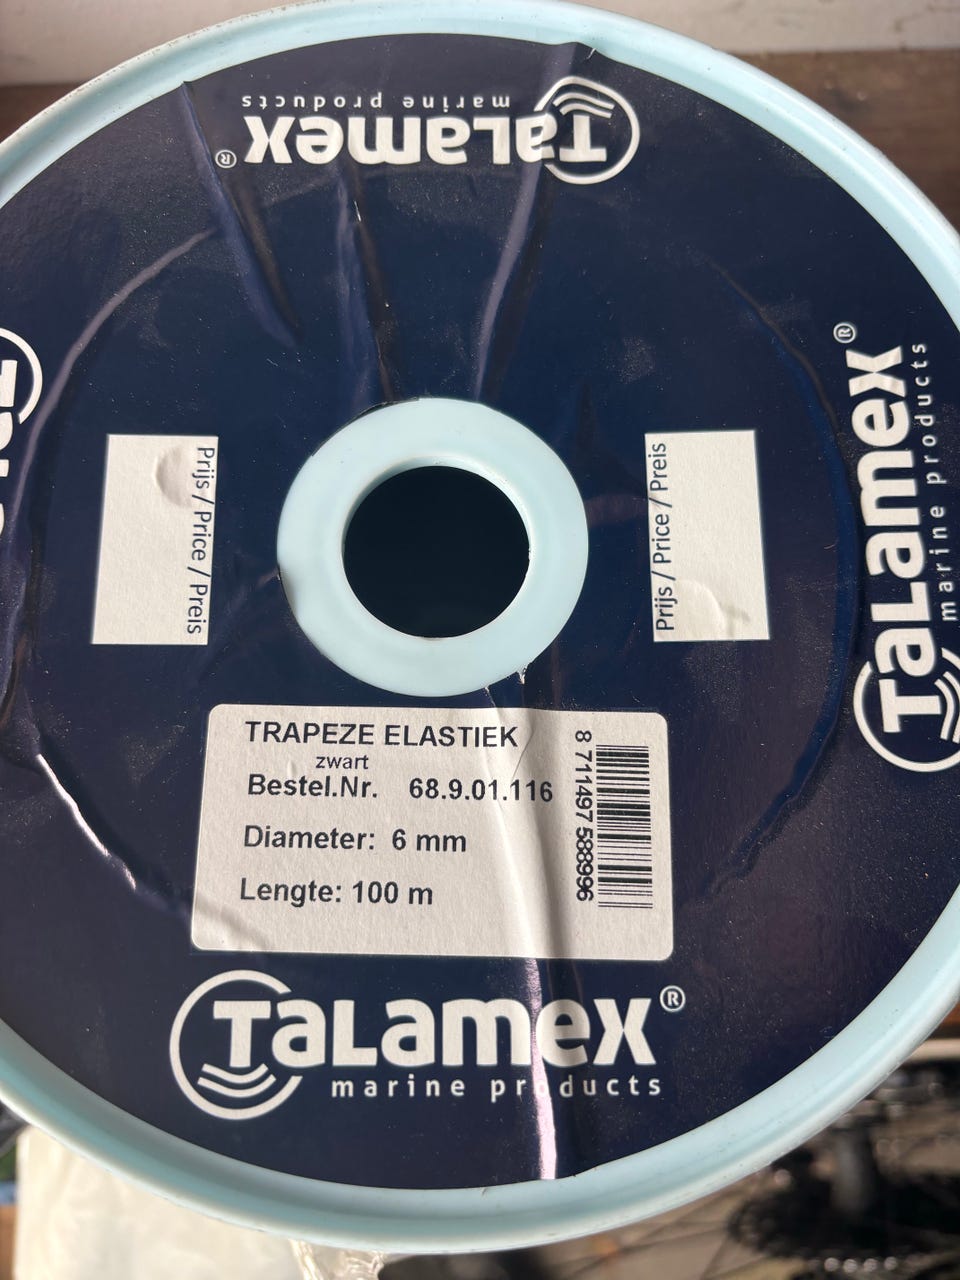 TaLamex®
marine products
Prijs / Price / Preis
Prijs / Price / Preis
TaLamex®
marine products
TRAPEZE ELASTIEK
zwart
Bestel.Nr. 68.9.01.116
Diameter: 6 mm
Lengte: 100 m
8 711497 588996
TaLamex®
marine products